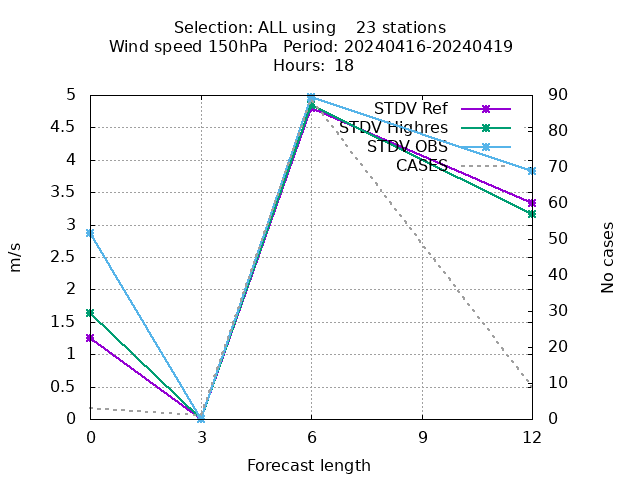 Selection: ALL using    23 stations
Wind speed 150hPa   Period: 20240416-20240419
Hours:  18
STDV Ref
STDV Highres
STDV OBS
CASES
5
4.5
4
3.5
3
2.5
2
1.5
1
0.5
0
90
80
70
60
50
40
30
20
10
0
m/s
No cases
0 3 6 9 12
Forecast length